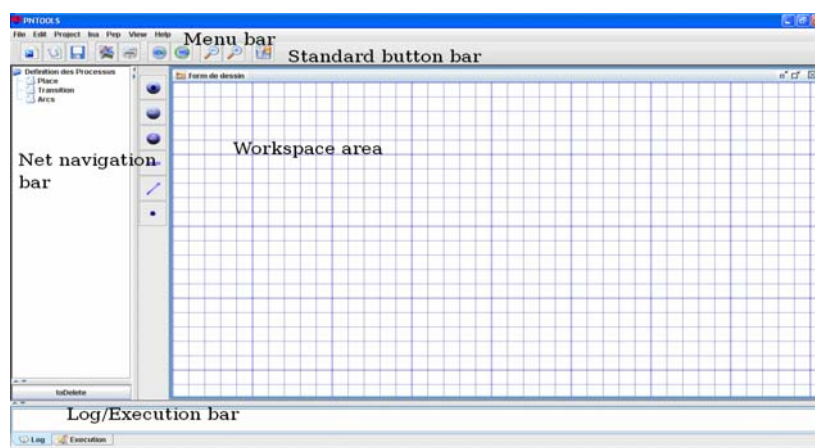 PNTOOLS
File Edit Project Ina Pep View Help
Menu bar
Standard button bar
Definition des Processus
Place
Transition
Arcs
Form de dessin
Workspace area
Net navigation
bar
toDelete
Log/Execution bar
Log Execution